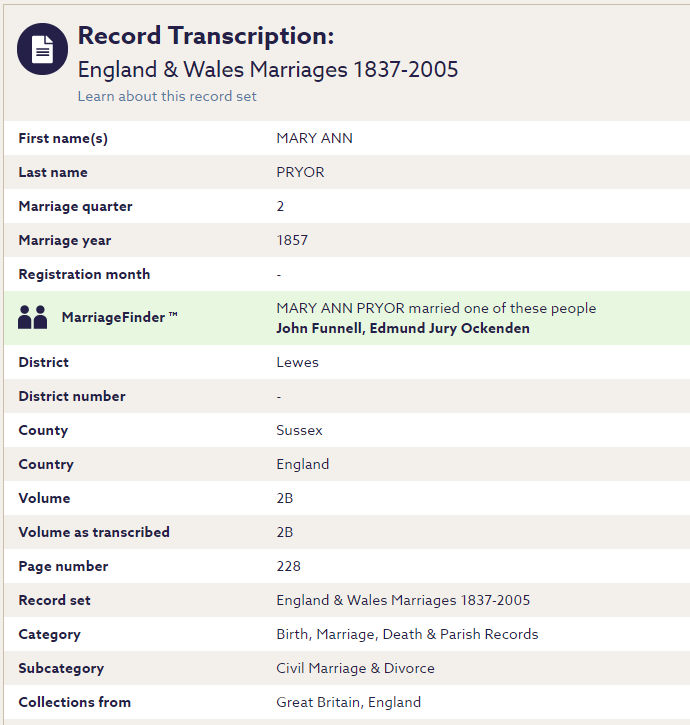 Record Transcription:
England & Wales Marriages 1837-2005
Learn about this record set
First name(s) MARY ANN
Last name PRYOR
Marriage quarter 2
Marriage year 1857
Registration month -
MarriageFinder ™ MARY ANN PRYOR married one of these people
John Funnell, Edmund Jury Ockenden
District Lewes
District number -
County Sussex
Country England
Volume 2B
Volume as transcribed 2B
Page number 228
Record set England & Wales Marriages 1837-2005
Category Birth, Marriage, Death & Parish Records
Subcategory Civil Marriage & Divorce
Collections from Great Britain, England